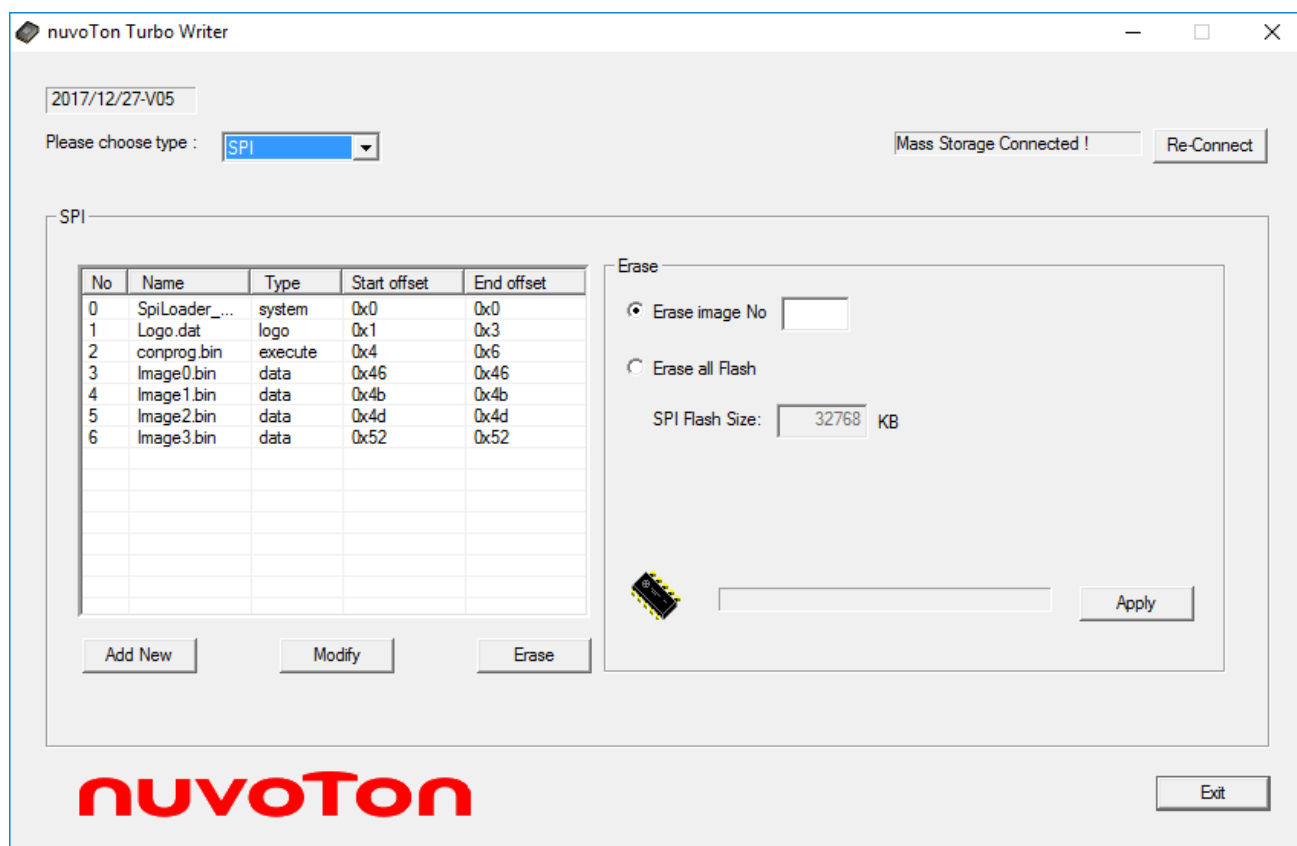 nuvoTon Turbo Writer
2017/12/27-V05
Please choose type : SPI
Mass Storage Connected ! Re-Connect
SPI
No Name Type Start offset End offset
0 SpiLoader_... system 0x0 0x0
1 Logo.dat logo 0x1 0x3
2 conprog.bin execute 0x4 0x6
3 Image0.bin data 0x46 0x46
4 Image1.bin data 0x4b 0x4b
5 Image2.bin data 0x4d 0x4d
6 Image3.bin data 0x52 0x52
Add New Modify Erase
Erase
Erase image No
Erase all Flash
SPI Flash Size: 32768 KB
Apply
nuvoTon
Exit